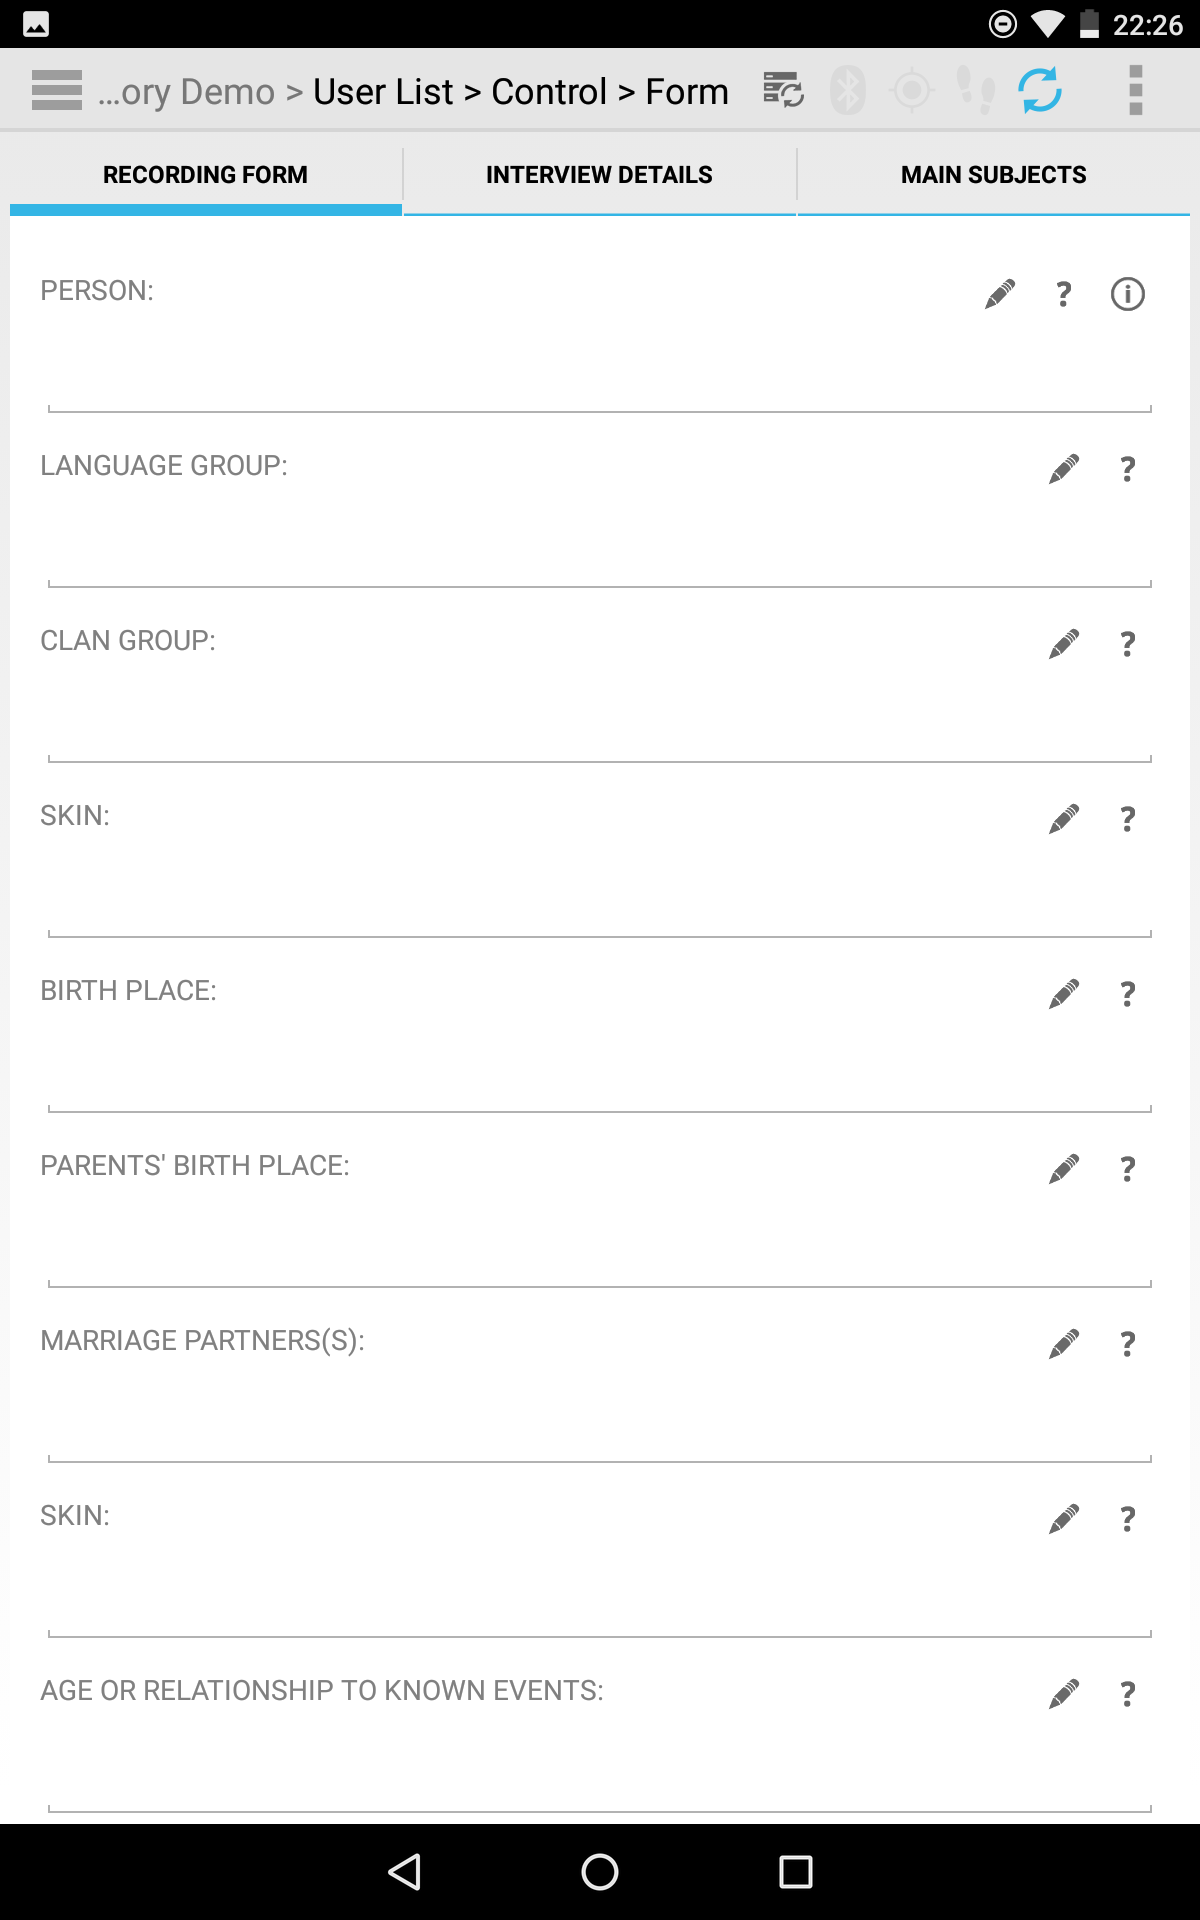 22:26
...ory Demo > User List > Control > Form
RECORDING FORM
INTERVIEW DETAILS
MAIN SUBJECTS
PERSON:
?
LANGUAGE GROUP:
?
CLAN GROUP:
?
SKIN:
?
BIRTH PLACE:
?
PARENTS' BIRTH PLACE:
?
MARRIAGE PARTNERS(S):
?
SKIN:
?
AGE OR RELATIONSHIP TO KNOWN EVENTS:
?